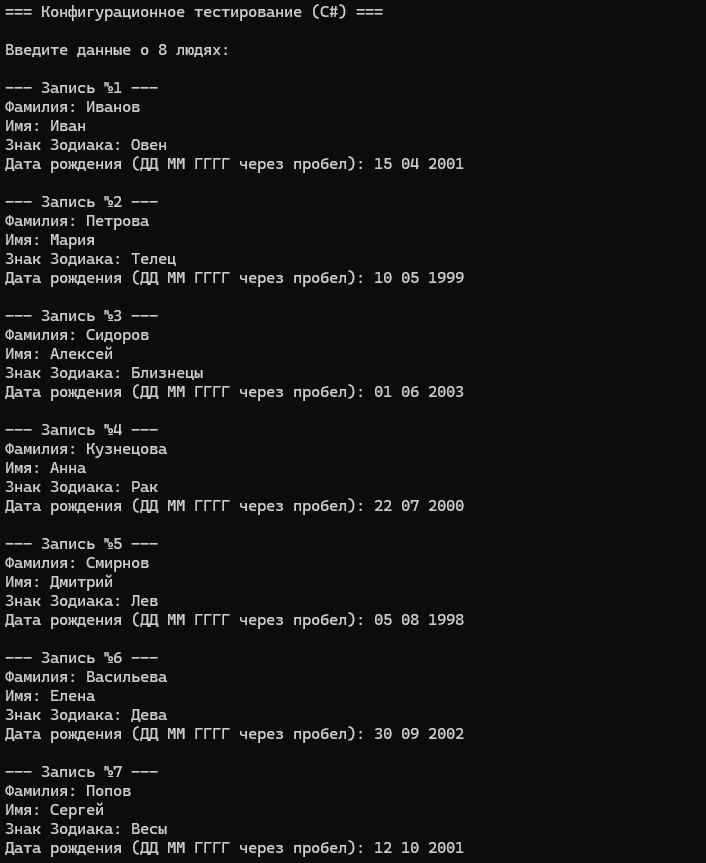 === Конфигурационное тестирование (C#) ===
Введите данные о 8 людях:
--- Запись №1 ---
Фамилия: Иванов
Имя: Иван
Знак Зодиака: Овен
Дата рождения (ДД ММ ГГГГ через пробел): 15 04 2001
--- Запись №2 ---
Фамилия: Петрова
Имя: Мария
Знак Зодиака: Телец
Дата рождения (ДД ММ ГГГГ через пробел): 10 05 1999
--- Запись №3 ---
Фамилия: Сидоров
Имя: Алексей
Знак Зодиака: Близнецы
Дата рождения (ДД ММ ГГГГ через пробел): 01 06 2003
--- Запись №4 ---
Фамилия: Кузнецова
Имя: Анна
Знак Зодиака: Рак
Дата рождения (ДД ММ ГГГГ через пробел): 22 07 2000
--- Запись №5 ---
Фамилия: Смирнов
Имя: Дмитрий
Знак Зодиака: Лев
Дата рождения (ДД ММ ГГГГ через пробел): 05 08 1998
--- Запись №6 ---
Фамилия: Васильева
Имя: Елена
Знак Зодиака: Дева
Дата рождения (ДД ММ ГГГГ через пробел): 30 09 2002
--- Запись №7 ---
Фамилия: Попов
Имя: Сергей
Знак Зодиака: Весы
Дата рождения (ДД ММ ГГГГ через пробел): 12 10 2001